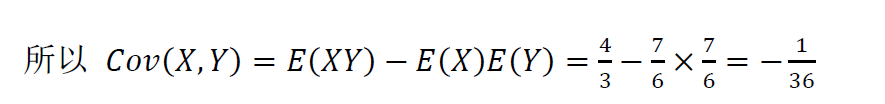 所以 Cov(X,Y) = E(XY) − E(X)E(Y) = 4/3 − 7/6 × 7/6 = − 1/36